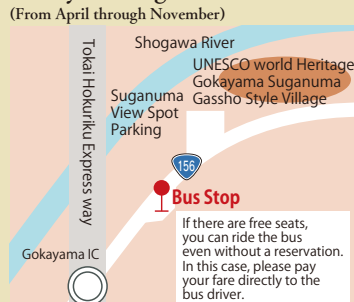 (From April through November)
Shogawa River
UNESCO world Heritage
Gokayama Suganuma
Gassho Style Village
Tokai Hokuriku Express way
Suganuma
View Spot
Parking
156
Bus Stop
Gokayama IC
If there are free seats,
you can ride the bus
even without a reservation.
In this case, please pay
your fare directly to the
bus driver.